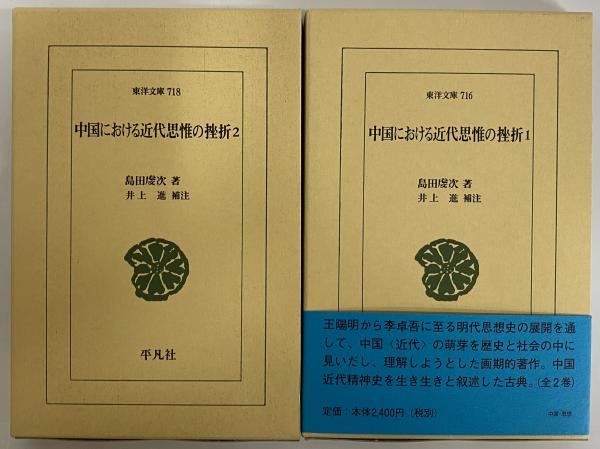 東洋文庫 718
中国における近代思惟の挫折 2
島田虔次 著
井上 進 補注
平凡社
東洋文庫 716
中国における近代思惟の挫折 1
島田虔次 著
井上 進 補注
王陽明から李卓吾に至る明代思想史の展開を通
して、中国〈近代〉の萌芽を歴史と社会の中に
見いだし、理解しようとした画期的著作。中国
近代精神史を生き生きと叙述した古典。(全2巻)
定価:本体2,400円(税別)
中国・思想